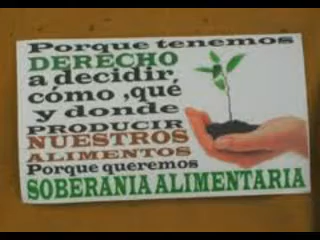 Porque tenemos
DERECHO
a decidir,
cómo ,qué
y donde
PRODUCIR
NUESTROS
ALIMENTOS
Porque queremos
SOBERANIA ALIMENTARIA